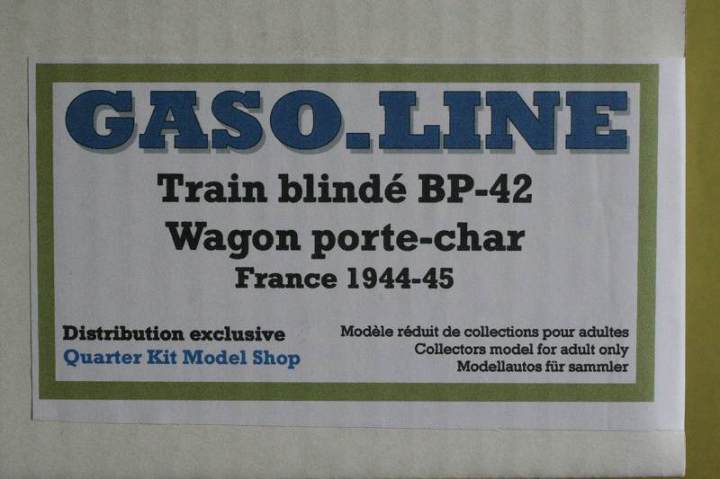 GASO.LINE
Train blindé BP-42
Wagon porte-char
France 1944-45
Distribution exclusive
Quarter Kit Model Shop
Modèle réduit de collections pour adultes
Collectors model for adult only
Modellautos für sammler